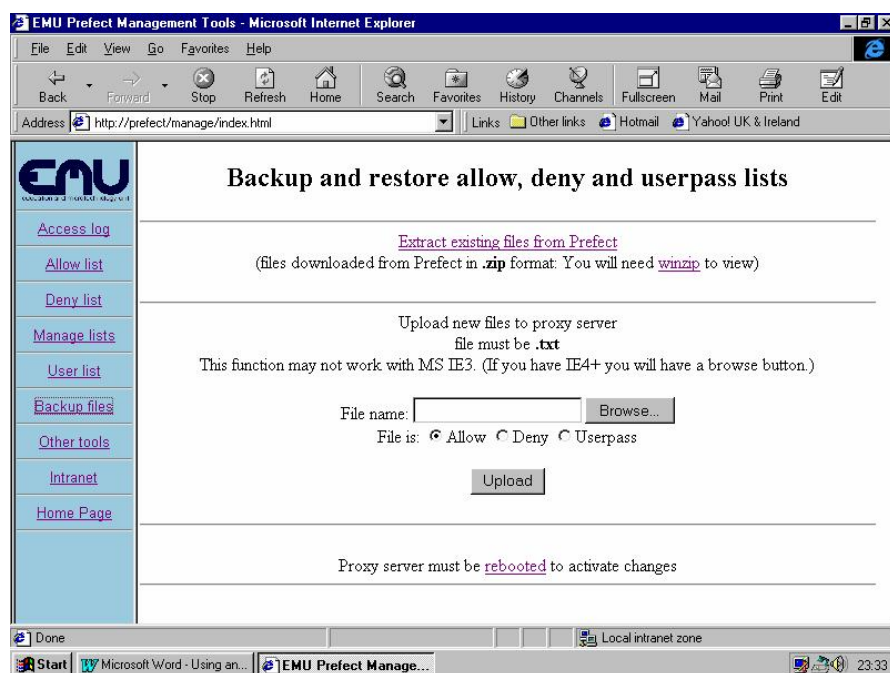 EMU Prefect Management Tools - Microsoft Internet Explorer
File Edit View Go Favorites Help
Back Forward Stop Refresh Home Search Favorites History Channels Fullscreen Mail Print Edit
Address http://prefect/manage/index.html Links Other links Hotmail Yahoo! UK & Ireland
EMU
Backup and restore allow, deny and userpass lists
Access log
Allow list
Deny list
Manage lists
User list
Backup files
Other tools
Intranet
Home Page
Extract existing files from Prefect
(files downloaded from Prefect in .zip format: You will need winzip to view)
Upload new files to proxy server
file must be .txt
This function may not work with MS IE3. (If you have IE4+ you will have a browse button.)
File name: Browse...
File is: Allow Deny Userpass
Upload
Proxy server must be rebooted to activate changes
Done Local intranet zone
Start Microsoft Word - Using an... EMU Prefect Manage... 23:33